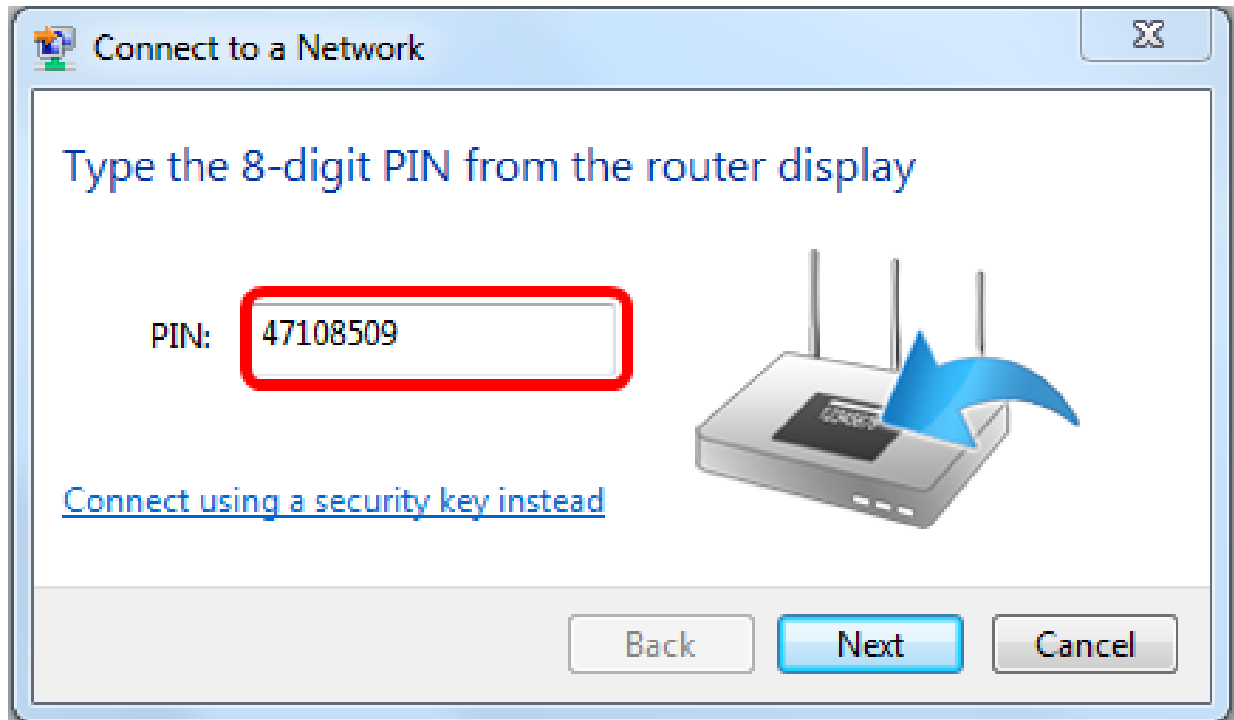 Connect to a Network
Type the 8-digit PIN from the router display
PIN: 47108509
Connect using a security key instead
Back Next Cancel